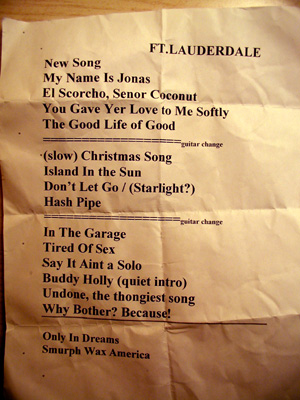 FT.LAUDERDALE
New Song
My Name Is Jonas
El Scorcho, Senor Coconut
You Gave Yer Love to Me Softly
The Good Life of Good
======================guitar change
(slow) Christmas Song
Island In the Sun
Don't Let Go / (Starlight?)
Hash Pipe
======================guitar change
In The Garage
Tired Of Sex
Say It Aint a Solo
Buddy Holly (quiet intro)
Undone, the thongiest song
Why Bother? Because!
Only In Dreams
Smurph Wax America